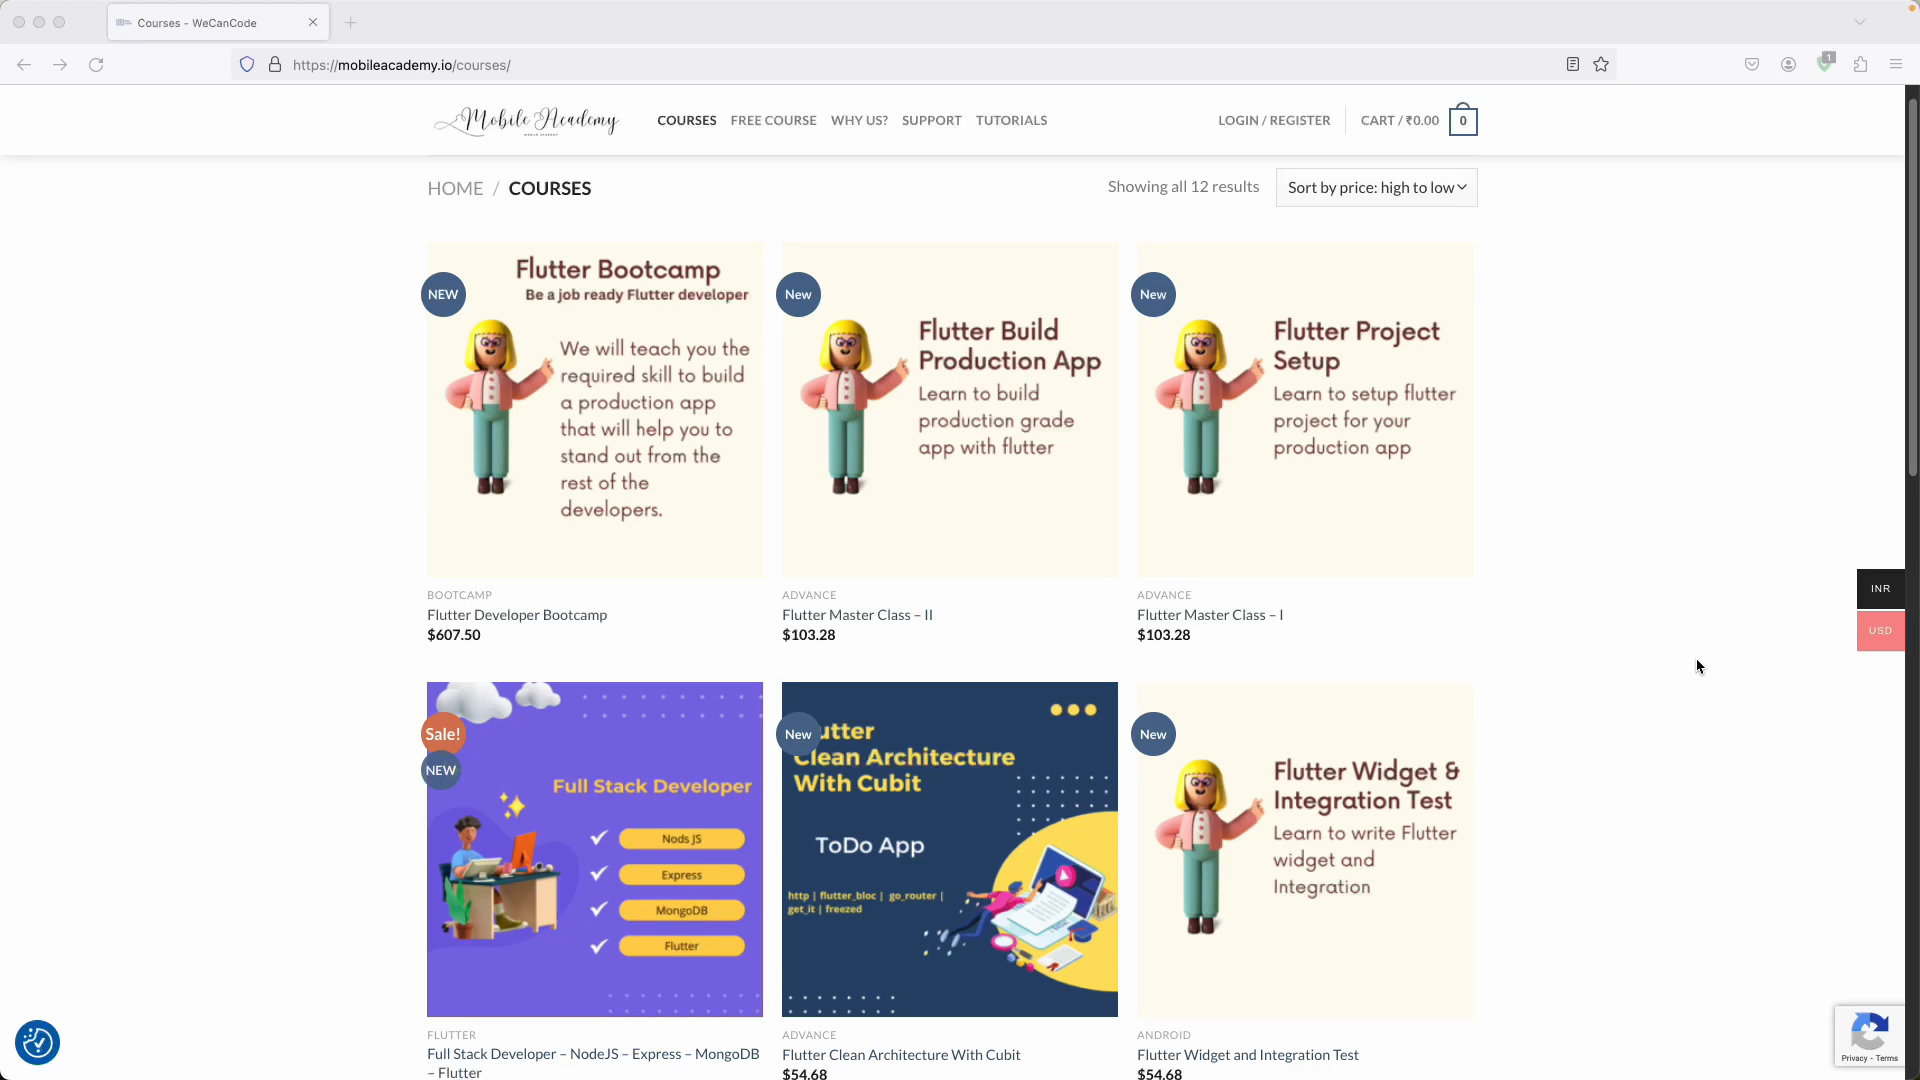 Courses - WeCanCode
1
https://mobileacademy.io/courses/
Mobile Academy
MOBILE ACADEMY
COURSES
FREE COURSE
WHY US?
SUPPORT
TUTORIALS
LOGIN / REGISTER
CART / ₹0.00
0
HOME / COURSES
Showing all 12 results
Sort by price: high to low
NEW
Flutter Bootcamp
Be a job ready Flutter developer
We will teach you the
required skill to build
a production app
that will help you to
stand out from the
rest of the
developers.
BOOTCAMP
Flutter Developer Bootcamp
$607.50
New
Flutter Build
Production App
Learn to build
production grade
app with flutter
ADVANCE
Flutter Master Class – II
$103.28
New
Flutter Project
Setup
Learn to setup flutter
project for your
production app
ADVANCE
Flutter Master Class – I
$103.28
INR
USD
Sale!
NEW
Full Stack Developer
Nods JS
Express
MongoDB
Flutter
FLUTTER
Full Stack Developer – NodeJS – Express – MongoDB
– Flutter
New
utter
Clean Architecture
With Cubit
ToDo App
http | flutter_bloc | go_router |
get_it | freezed
ADVANCE
Flutter Clean Architecture With Cubit
$54.68
New
Flutter Widget &
Integration Test
Learn to write Flutter
widget and
Integration
ANDROID
Flutter Widget and Integration Test
$54.68
Privacy - Terms